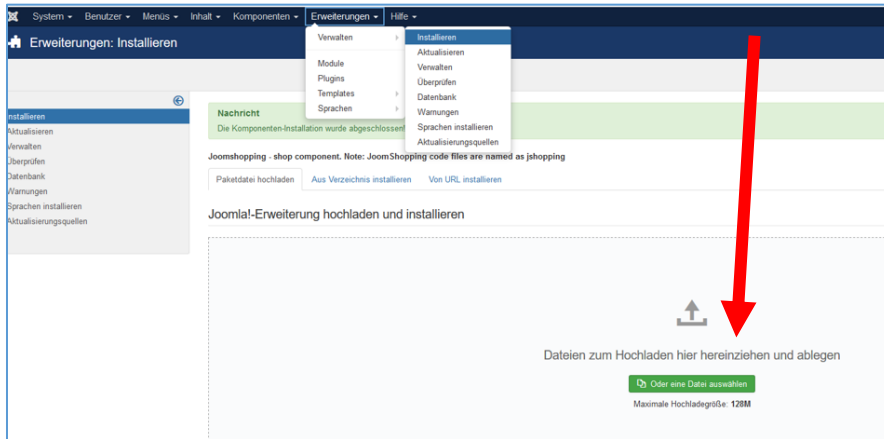 System Benutzer Menüs Inhalt Komponenten Erweiterungen Hilfe
Erweiterungen: Installieren
Verwalten
Module
Plugins
Templates
Sprachen
Installieren
Aktualisieren
Verwalten
Überprüfen
Datenbank
Warnungen
Sprachen installieren
Aktualisierungsquellen
Installieren
Aktualisieren
Verwalten
Überprüfen
Datenbank
Warnungen
Sprachen installieren
Aktualisierungsquellen
Nachricht
Die Komponenten-Installation wurde abgeschlossen!
Joomshopping - shop component. Note: JoomShopping code files are named as jshopping
Paketdatei hochladen Aus Verzeichnis installieren Von URL installieren
Joomla!-Erweiterung hochladen und installieren
Dateien zum Hochladen hier hereinziehen und ablegen
Oder eine Datei auswählen
Maximale Hochladegröße: 128M